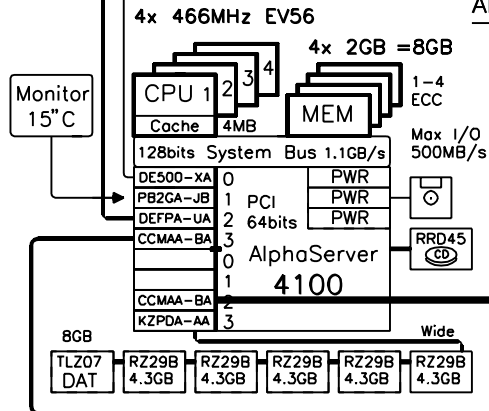 4x 466MHz EV56
4x 2GB =8GB
CPU 1 2 3 4
Cache 4MB
MEM
1-4
ECC
Monitor
15"C
Max I/O
500MB/s
128bits System Bus 1.1GB/s
DE500-XA 0
PB2GA-JB 1
DEFPA-UA 2
CCMAA-BA 3
0
1
CCMAA-BA 2
KZPDA-AA 3
PCI
64bits
PWR
PWR
PWR
AlphaServer
4100
RRD45
CD
8GB
Wide
TLZ07
DAT
RZ29B
4.3GB
RZ29B
4.3GB
RZ29B
4.3GB
RZ29B
4.3GB
RZ29B
4.3GB